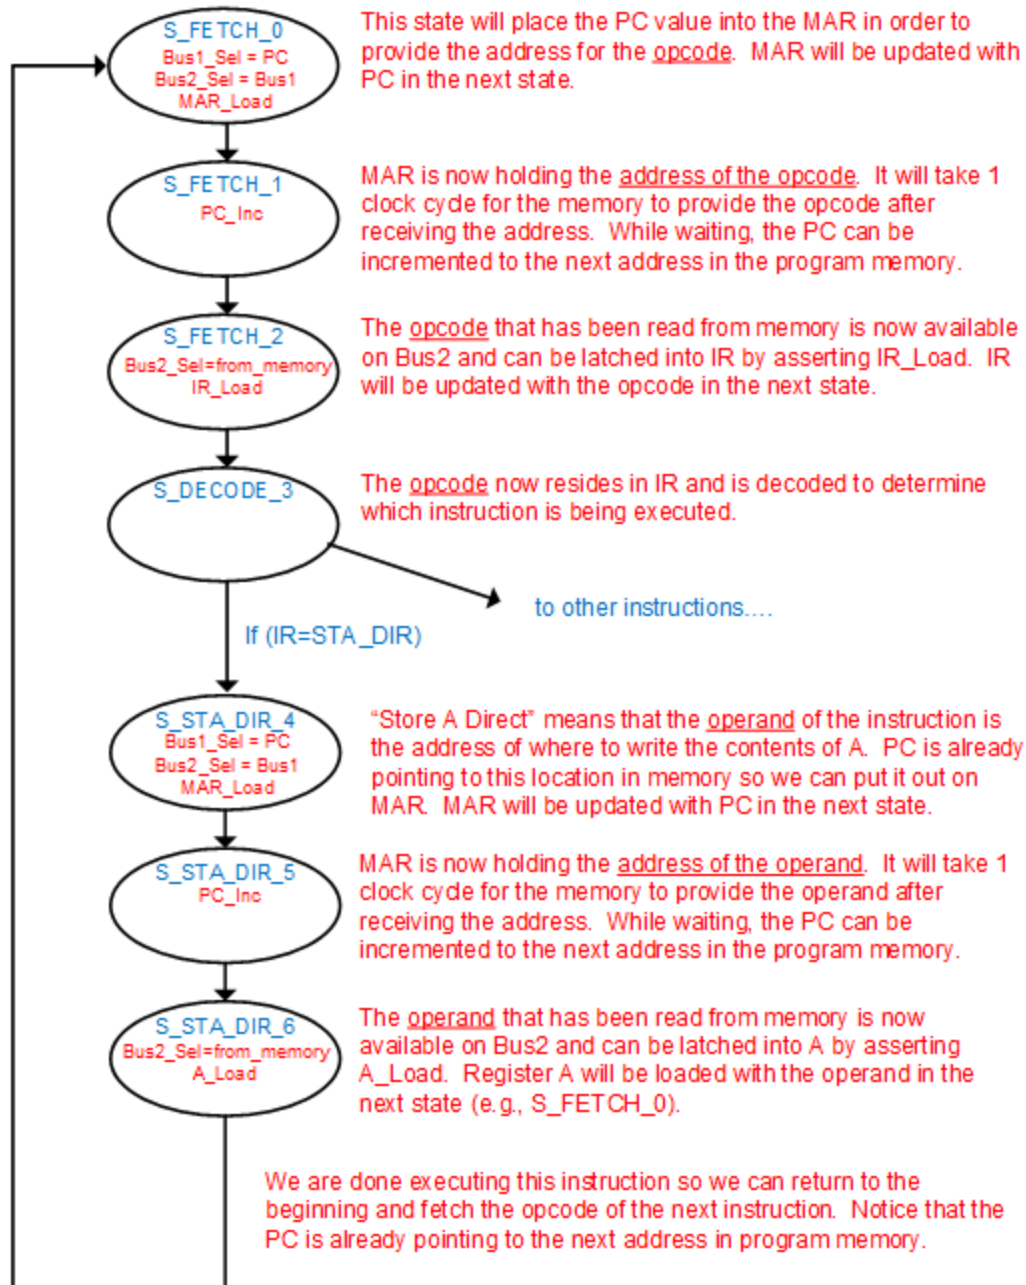 S_FETCH_0
Bus1_Sel = PC
Bus2_Sel = Bus1
MAR_Load
This state will place the PC value into the MAR in order to
provide the address for the opcode. MAR will be updated with
PC in the next state.
S_FETCH_1
PC_Inc
MAR is now holding the address of the opcode. It will take 1
clock cycle for the memory to provide the opcode after
receiving the address. While waiting, the PC can be
incremented to the next address in the program memory.
S_FETCH_2
Bus2_Sel=from_memory
IR_Load
The opcode that has been read from memory is now available
on Bus2 and can be latched into IR by asserting IR_Load. IR
will be updated with the opcode in the next state.
S_DECODE_3
The opcode now resides in IR and is decoded to determine
which instruction is being executed.
to other instructions....
If (IR=STA_DIR)
S_STA_DIR_4
Bus1_Sel = PC
Bus2_Sel = Bus1
MAR_Load
“Store A Direct” means that the operand of the instruction is
the address of where to write the contents of A. PC is already
pointing to this location in memory so we can put it out on
MAR. MAR will be updated with PC in the next state.
S_STA_DIR_5
PC_Inc
MAR is now holding the address of the operand. It will take 1
clock cycle for the memory to provide the operand after
receiving the address. While waiting, the PC can be
incremented to the next address in the program memory.
S_STA_DIR_6
Bus2_Sel=from_memory
A_Load
The operand that has been read from memory is now
available on Bus2 and can be latched into A by asserting
A_Load. Register A will be loaded with the operand in the
next state (e.g., S_FETCH_0).
We are done executing this instruction so we can return to the
beginning and fetch the opcode of the next instruction. Notice that the
PC is already pointing to the next address in program memory.